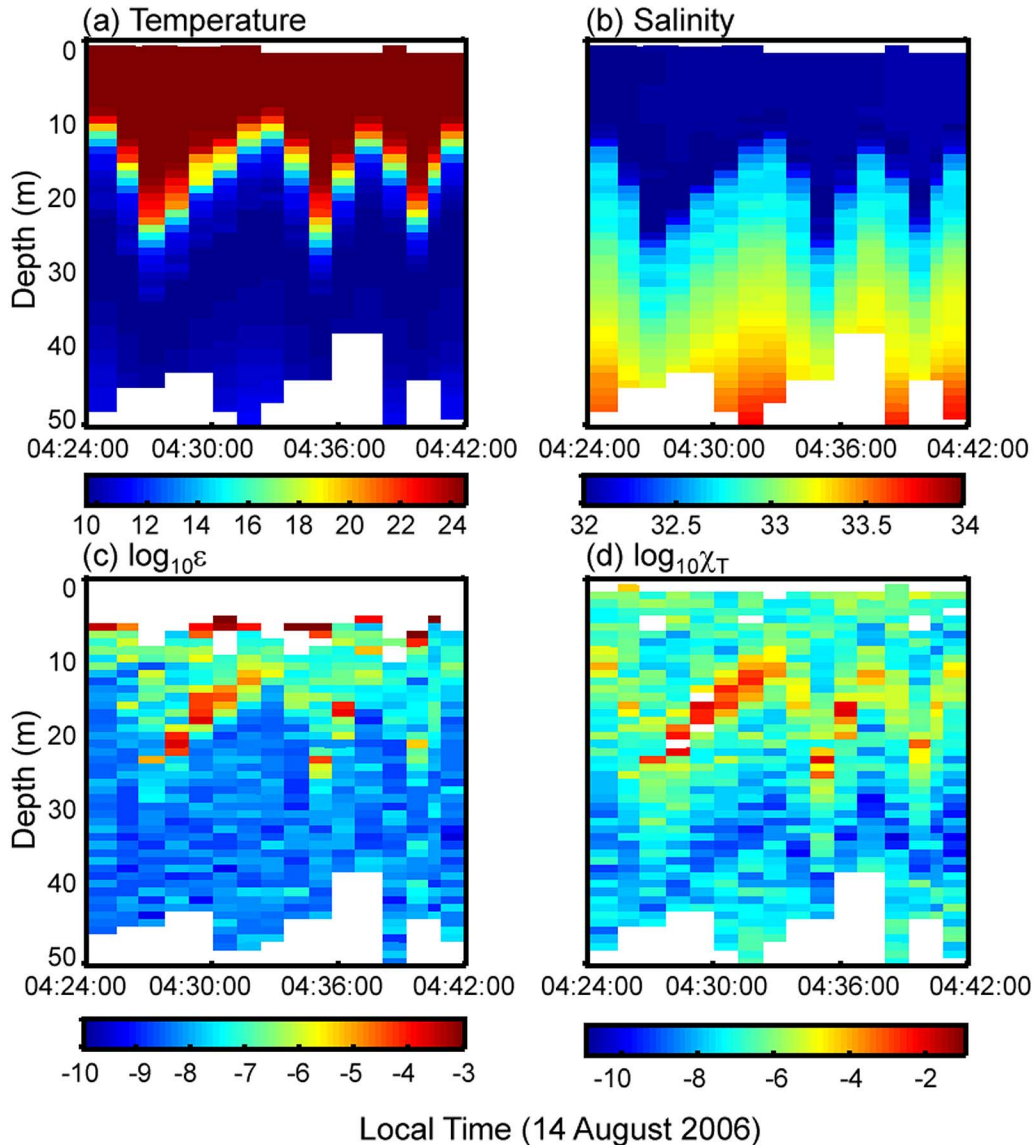 (a) Temperature
(b) Salinity
0
10
20
30
40
50
Depth (m)
04:24:00 04:30:00 04:36:00 04:42:00
04:24:00 04:30:00 04:36:00 04:42:00
10 12 14 16 18 20 22 24
32 32.5 33 33.5 34
(c) log₁₀ε
(d) log₁₀χ_T
0
10
20
30
40
50
Depth (m)
04:24:00 04:30:00 04:36:00 04:42:00
04:24:00 04:30:00 04:36:00 04:42:00
-10 -9 -8 -7 -6 -5 -4 -3
-10 -8 -6 -4 -2
Local Time (14 August 2006)